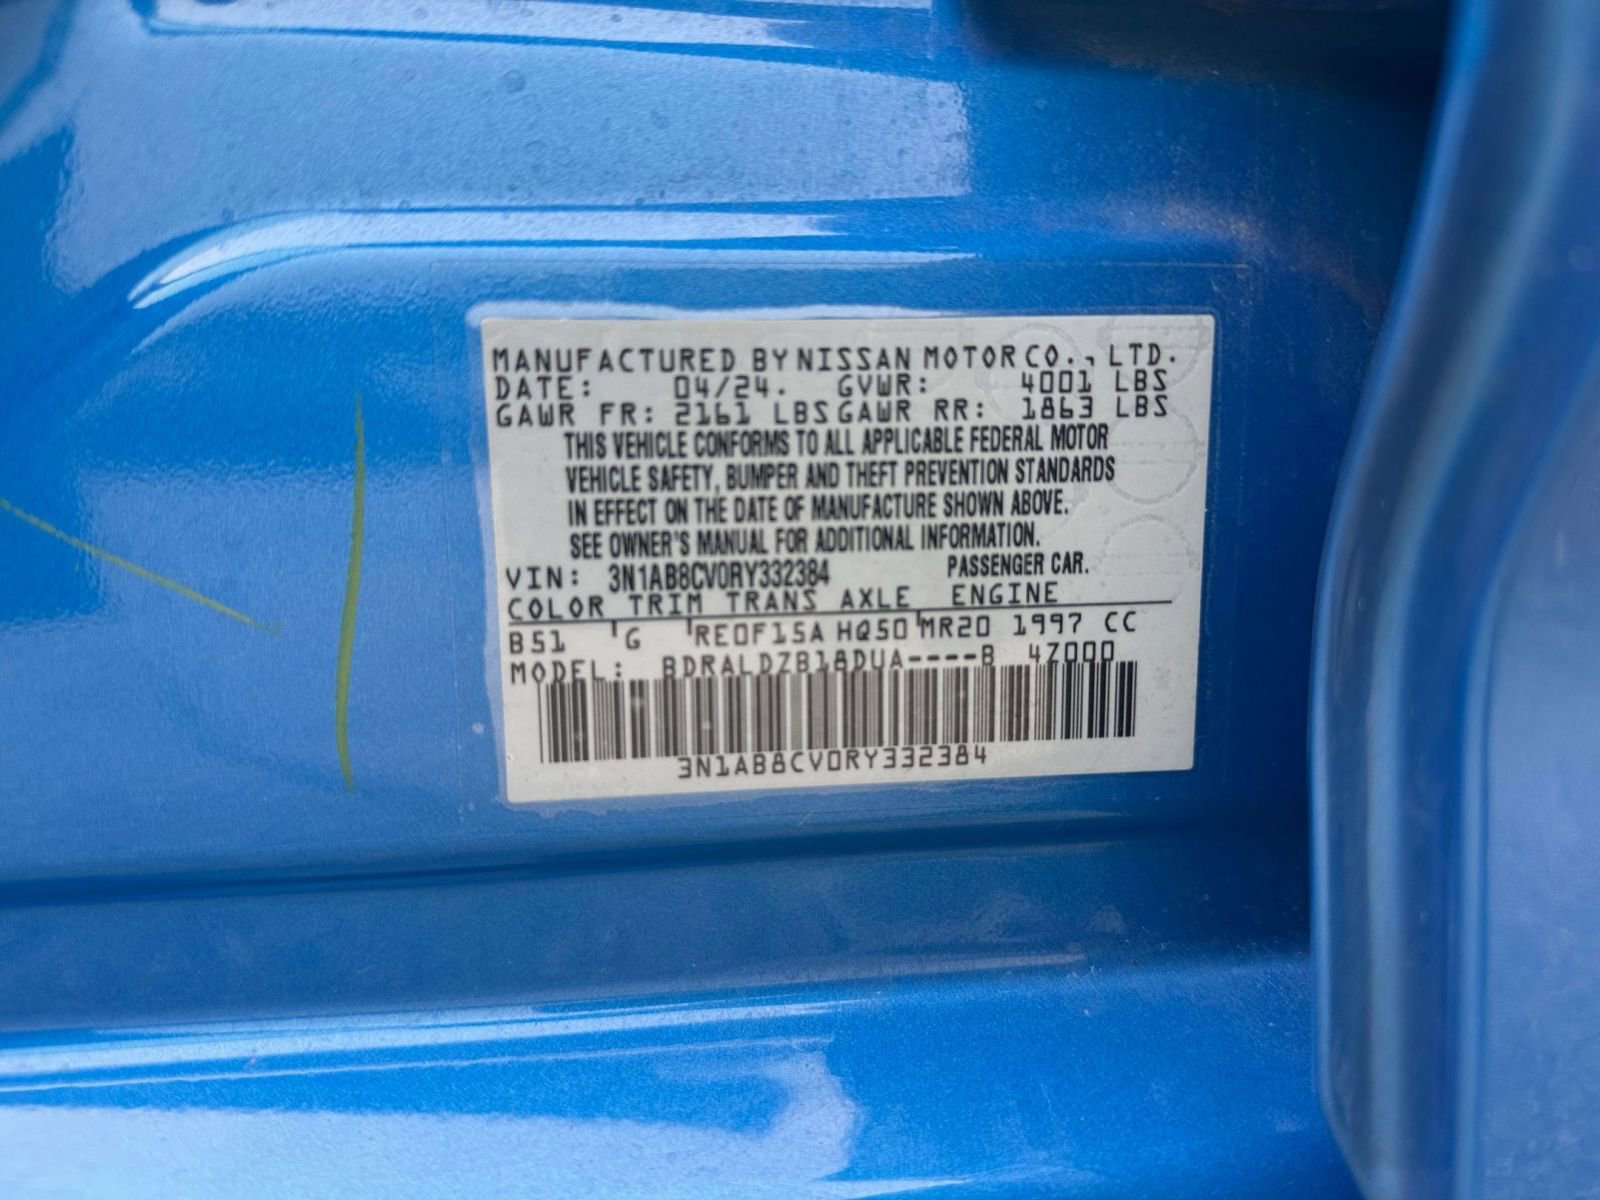 MANUFACTURED BY NISSAN MOTOR CO., LTD.
DATE: 04/24. GVWR: 4001 LBS
GAWR FR: 2161 LBS GAWR RR: 1863 LBS
THIS VEHICLE CONFORMS TO ALL APPLICABLE FEDERAL MOTOR
VEHICLE SAFETY, BUMPER AND THEFT PREVENTION STANDARDS
IN EFFECT ON THE DATE OF MANUFACTURE SHOWN ABOVE.
SEE OWNER'S MANUAL FOR ADDITIONAL INFORMATION.
VIN: 3N1AB8CV0RY332384 PASSENGER CAR.
COLOR TRIM TRANS AXLE ENGINE
B51 G RE0F15A HQ50 MR20 1997 CC
MODEL: BDRALDZB18DUA----B 4Z000
3N1AB8CV0RY332384